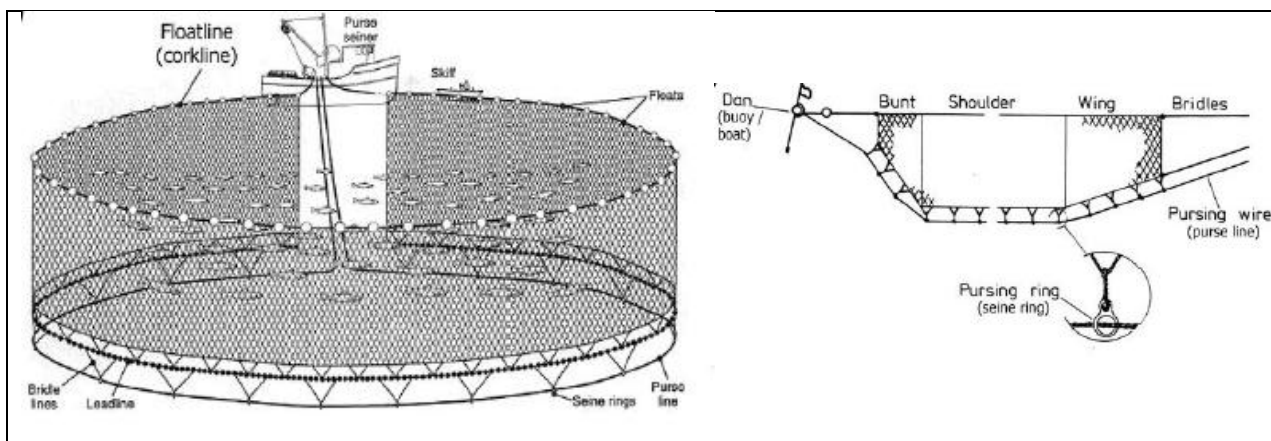 Floatline
(corkline)
Purse
seiner
Skiff
Floats
Bridle
lines
Leadline
Seine rings
Purse
line
Dan
(buoy /
boat)
Bunt
Shoulder
Wing
Bridles
Pursing wire
(purse line)
Pursing ring
(seine ring)